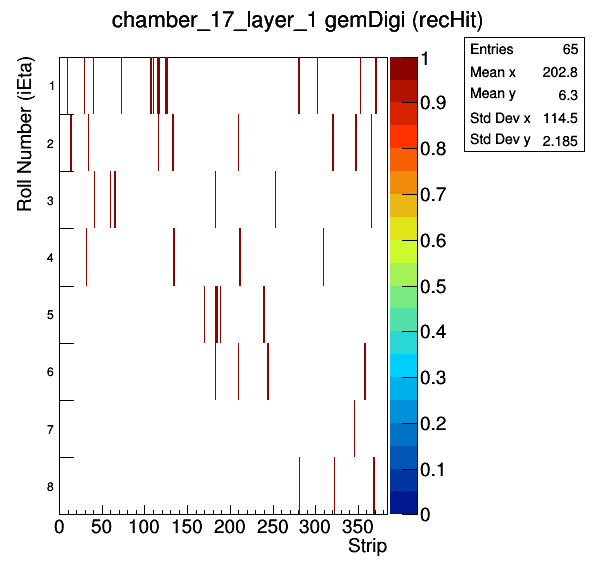 chamber_17_layer_1 gemDigi (recHit)
Entries 65
Mean x 202.8
Mean y 6.3
Std Dev x 114.5
Std Dev y 2.185
Roll Number (iEta)
1
2
3
4
5
6
7
8
0 50 100 150 200 250 300 350
Strip
1
0.9
0.8
0.7
0.6
0.5
0.4
0.3
0.2
0.1
0